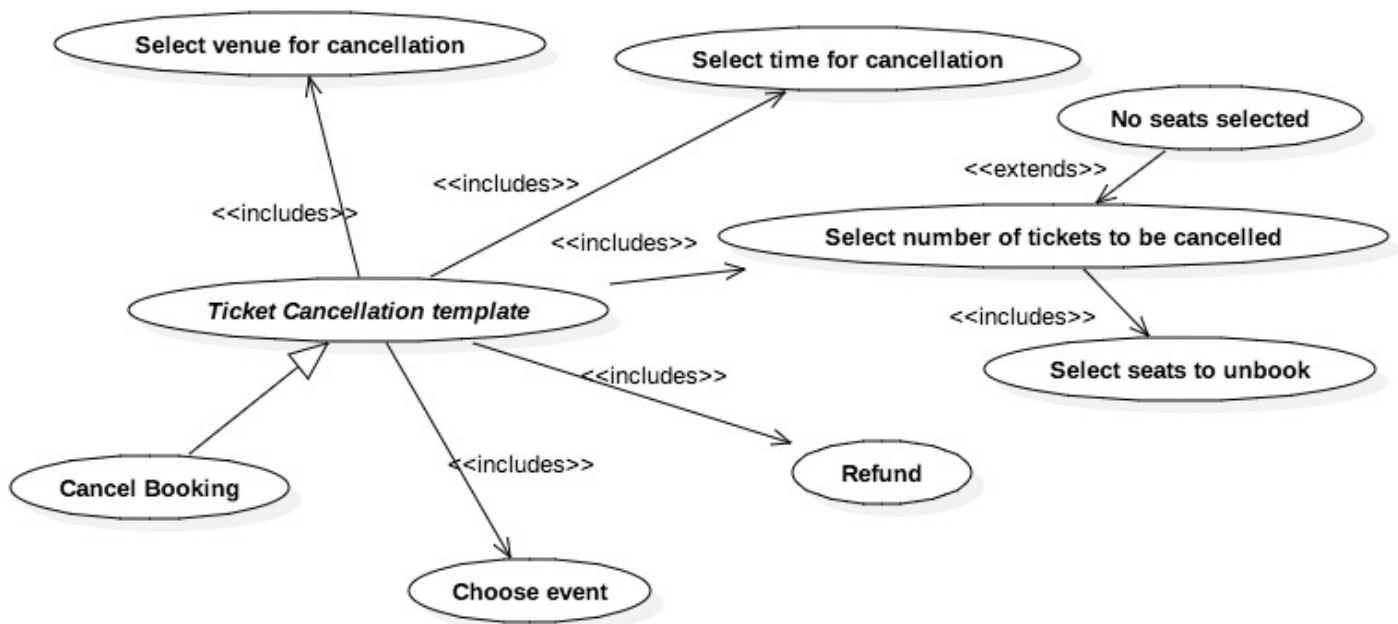 Select venue for cancellation
Select time for cancellation
No seats selected
<<extends>>
<<includes>>
<<includes>>
Select number of tickets to be cancelled
<<includes>>
Ticket Cancellation template
<<includes>>
Select seats to unbook
<<includes>>
<<includes>>
Refund
Cancel Booking
Choose event